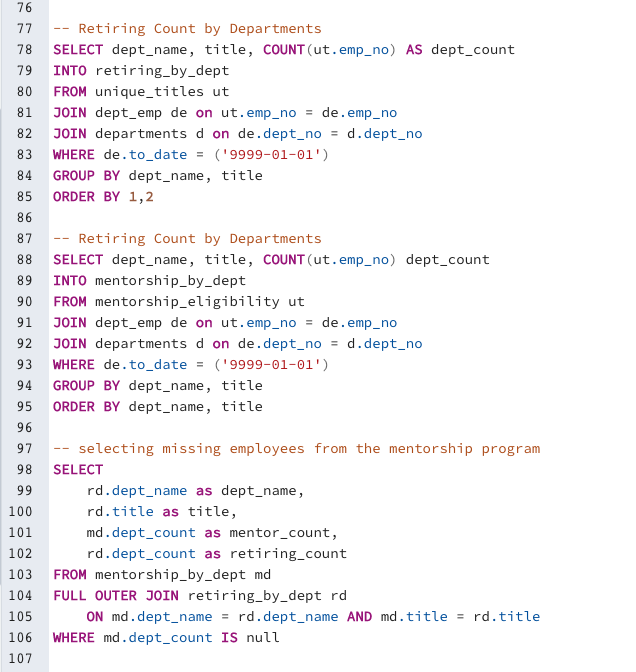 76
77 -- Retiring Count by Departments
78 SELECT dept_name, title, COUNT(ut.emp_no) AS dept_count
79 INTO retiring_by_dept
80 FROM unique_titles ut
81 JOIN dept_emp de on ut.emp_no = de.emp_no
82 JOIN departments d on de.dept_no = d.dept_no
83 WHERE de.to_date = ('9999-01-01')
84 GROUP BY dept_name, title
85 ORDER BY 1,2
86
87 -- Retiring Count by Departments
88 SELECT dept_name, title, COUNT(ut.emp_no) dept_count
89 INTO mentorship_by_dept
90 FROM mentorship_eligibility ut
91 JOIN dept_emp de on ut.emp_no = de.emp_no
92 JOIN departments d on de.dept_no = d.dept_no
93 WHERE de.to_date = ('9999-01-01')
94 GROUP BY dept_name, title
95 ORDER BY dept_name, title
96
97 -- selecting missing employees from the mentorship program
98 SELECT
99     rd.dept_name as dept_name,
100     rd.title as title,
101     md.dept_count as mentor_count,
102     rd.dept_count as retiring_count
103 FROM mentorship_by_dept md
104 FULL OUTER JOIN retiring_by_dept rd
105     ON md.dept_name = rd.dept_name AND md.title = rd.title
106 WHERE md.dept_count IS null
107